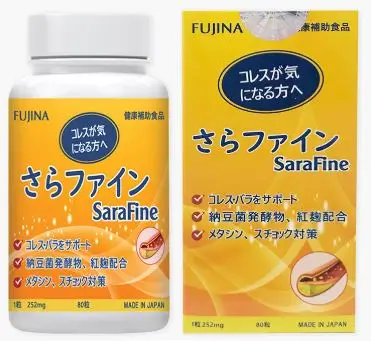 FUJINA 健康補助食品
コレスが気
になる方へ
さらファイン
SaraFine
コレス・バラをサポート
納豆菌発酵物、紅麹配合
メタシン、スチョック対策
1粒 252mg 80粒 MADE IN JAPAN
FUJINA 健康補助食品
コレスが気
になる方へ
さらファイン
SaraFine
コレス・バラをサポート
納豆菌発酵物、紅麹配合
メタシン、スチョック対策
1粒 252mg 80粒 MADE IN JAPAN